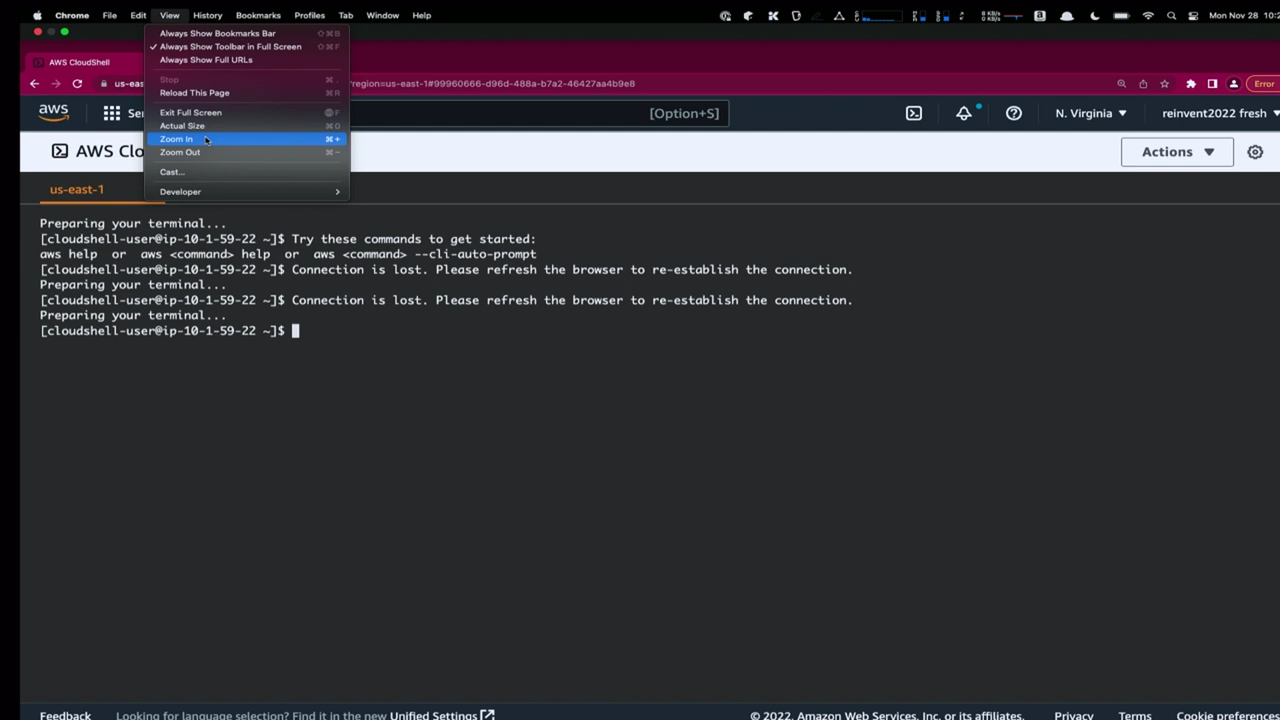 Chrome File Edit View History Bookmarks Profiles Tab Window Help Mon Nov 28 10:2
Always Show Bookmarks Bar ⇧⌘B
✓ Always Show Toolbar in Full Screen ⇧⌘F
Always Show Full URLs
Stop ⌘.
Reload This Page ⌘R
Exit Full Screen F
Actual Size ⌘0
Zoom In ⌘+
Zoom Out ⌘−
Cast...
Developer
AWS CloudShell
us-eas
?region=us-east-1#99960666-d96d-488a-b7a2-46427aa4b9e8
Error
aws Ser [Option+S] N. Virginia reinvent2022 fresh
AWS Clo Actions
us-east-1
Preparing your terminal...
[cloudshell-user@ip-10-1-59-22 ~]$ Try these commands to get started:
aws help or aws <command> help or aws <command> --cli-auto-prompt
[cloudshell-user@ip-10-1-59-22 ~]$ Connection is lost. Please refresh the browser to re-establish the connection.
Preparing your terminal...
[cloudshell-user@ip-10-1-59-22 ~]$ Connection is lost. Please refresh the browser to re-establish the connection.
Preparing your terminal...
[cloudshell-user@ip-10-1-59-22 ~]$
Feedback Looking for language selection? Find it in the new Unified Settings © 2022, Amazon Web Services, Inc. or its affiliates. Privacy Terms Cookie preferences